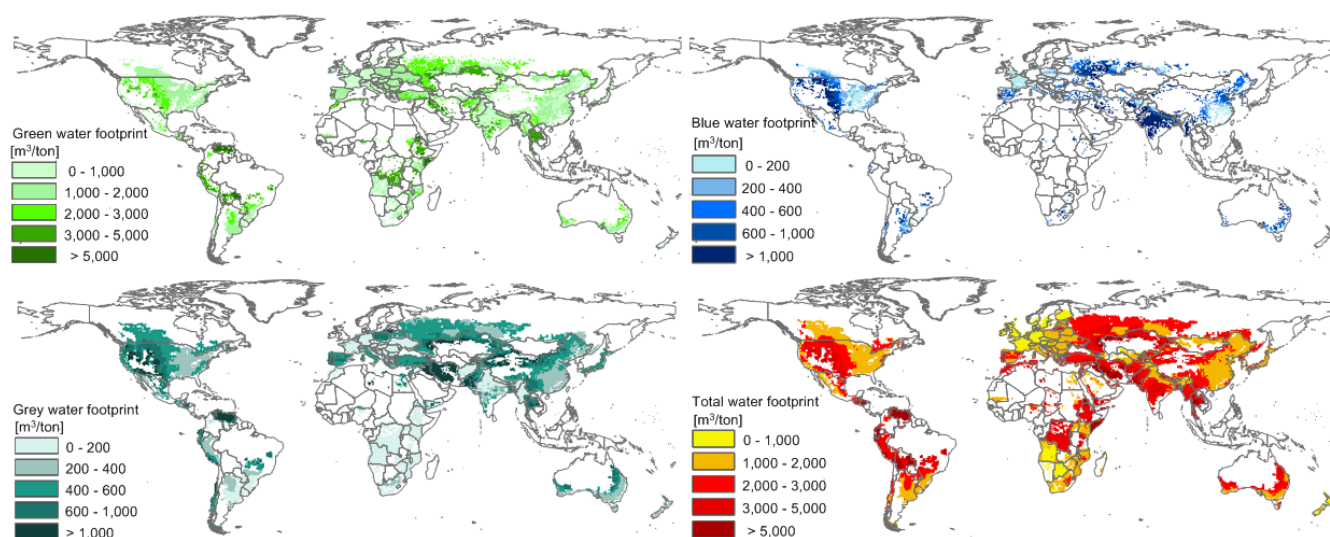 Green water footprint
[m³/ton]
0 - 1,000
1,000 - 2,000
2,000 - 3,000
3,000 - 5,000
> 5,000
Blue water footprint
[m³/ton]
0 - 200
200 - 400
400 - 600
600 - 1,000
> 1,000
Grey water footprint
[m³/ton]
0 - 200
200 - 400
400 - 600
600 - 1,000
> 1,000
Total water footprint
[m³/ton]
0 - 1,000
1,000 - 2,000
2,000 - 3,000
3,000 - 5,000
> 5,000